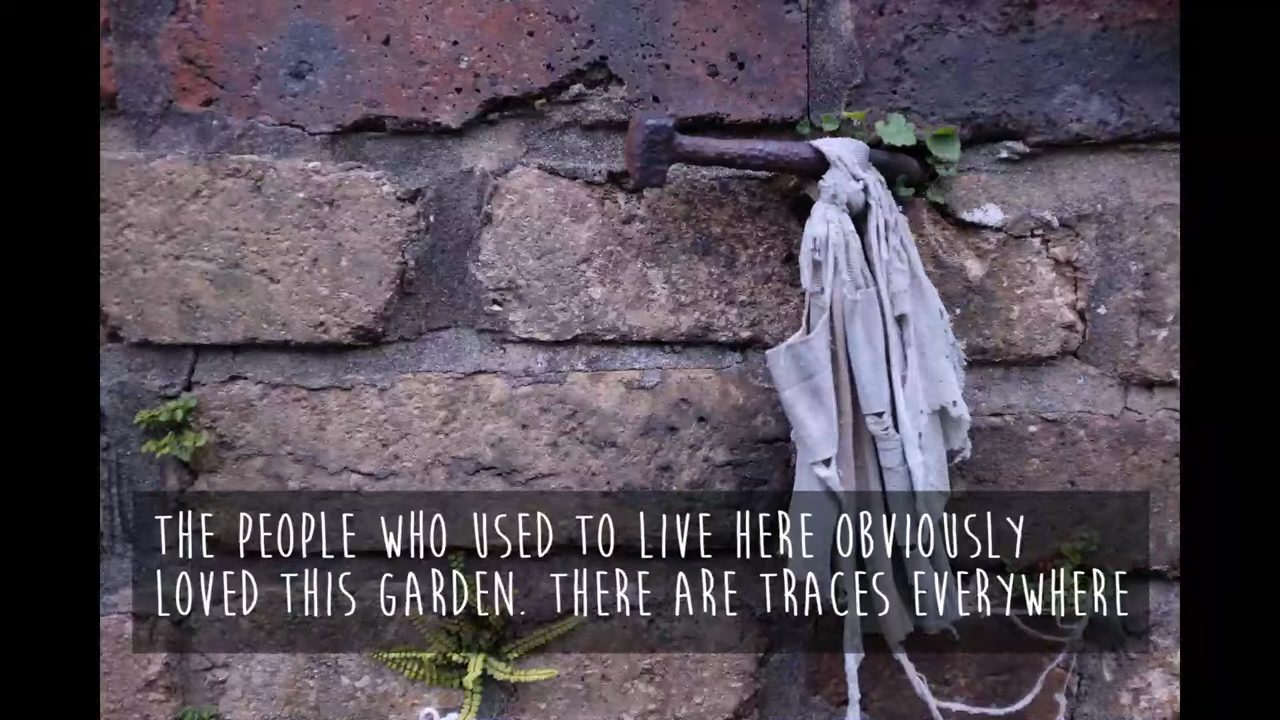 THE PEOPLE WHO USED TO LIVE HERE OBVIOUSLY
LOVED THIS GARDEN. THERE ARE TRACES EVERYWHERE